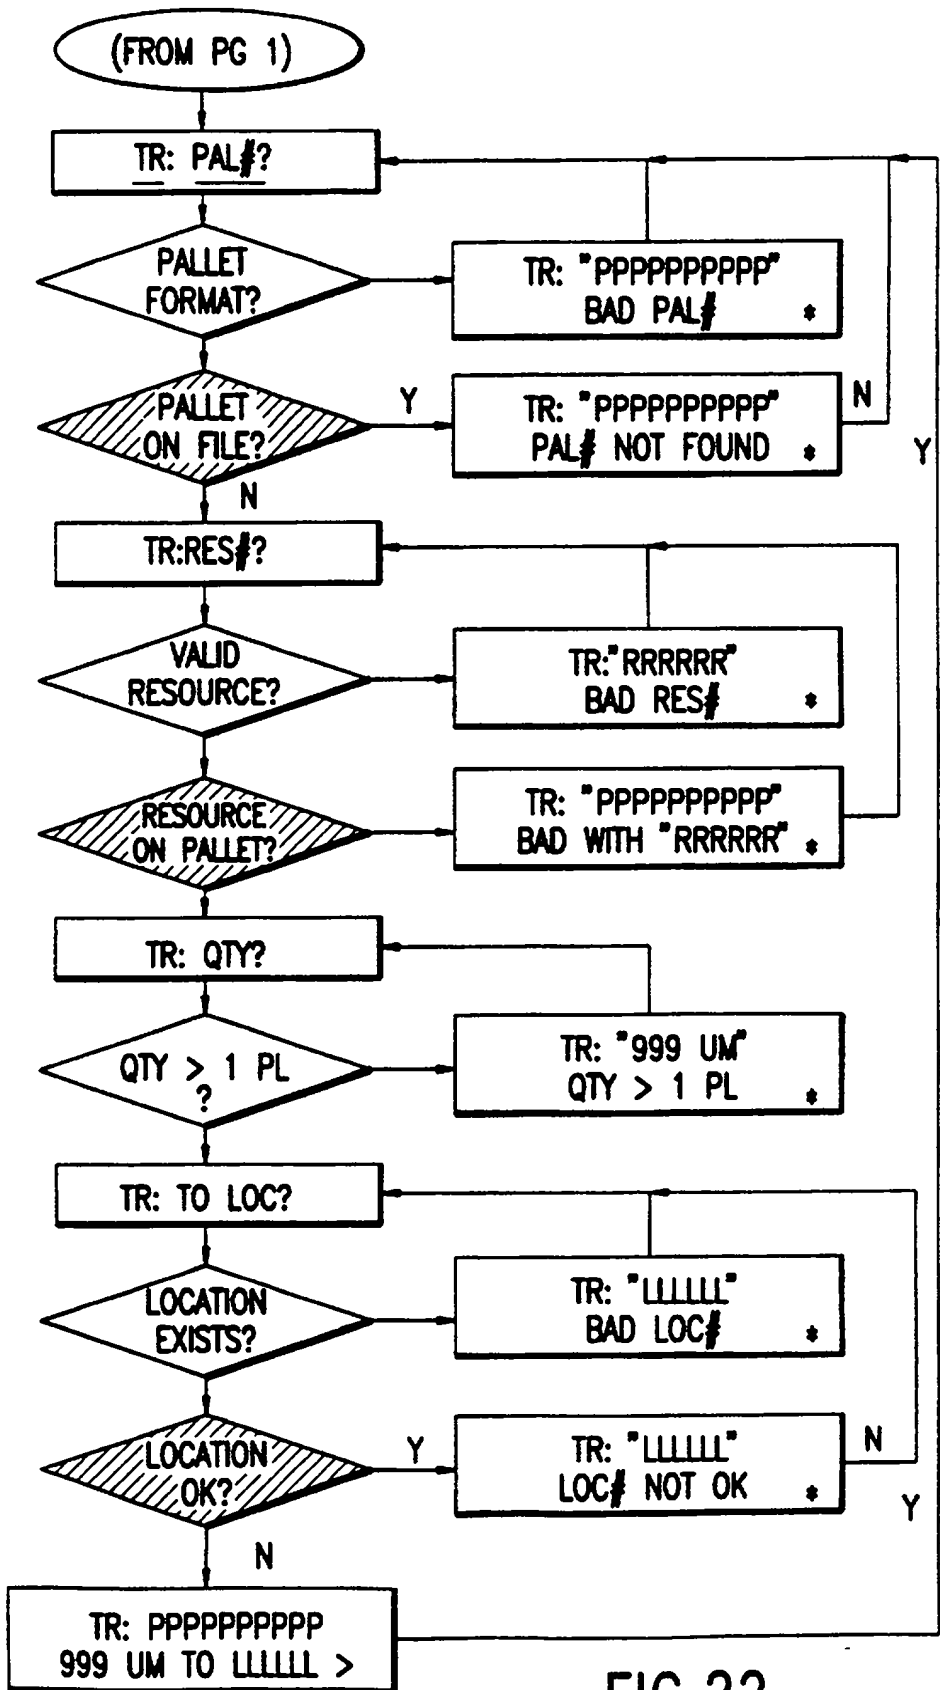 (FROM PG 1)
TR: PAL#?
PALLET
FORMAT?
TR: "PPPPPPPPPP"
BAD PAL# *
PALLET
ON FILE?
Y
TR: "PPPPPPPPPP"
PAL# NOT FOUND *
N
Y
N
TR:RES#?
VALID
RESOURCE?
TR:"RRRRRR"
BAD RES# *
RESOURCE
ON PALLET?
TR: "PPPPPPPPPP"
BAD WITH "RRRRRR" *
TR: QTY?
QTY > 1 PL
?
TR: "999 UM"
QTY > 1 PL *
TR: TO LOC?
LOCATION
EXISTS?
TR: "LLLLLL"
BAD LOC# *
LOCATION
OK?
Y
TR: "LLLLLL"
LOC# NOT OK *
N
Y
N
TR: PPPPPPPPPP
999 UM TO LLLLLL >
FIG.22